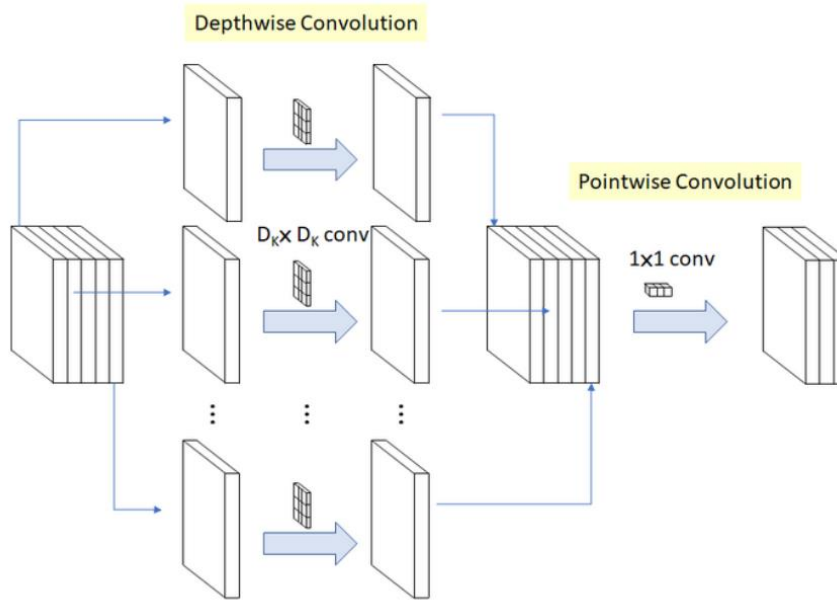 Depthwise Convolution
Pointwise Convolution
Dₖx Dₖ conv
1x1 conv